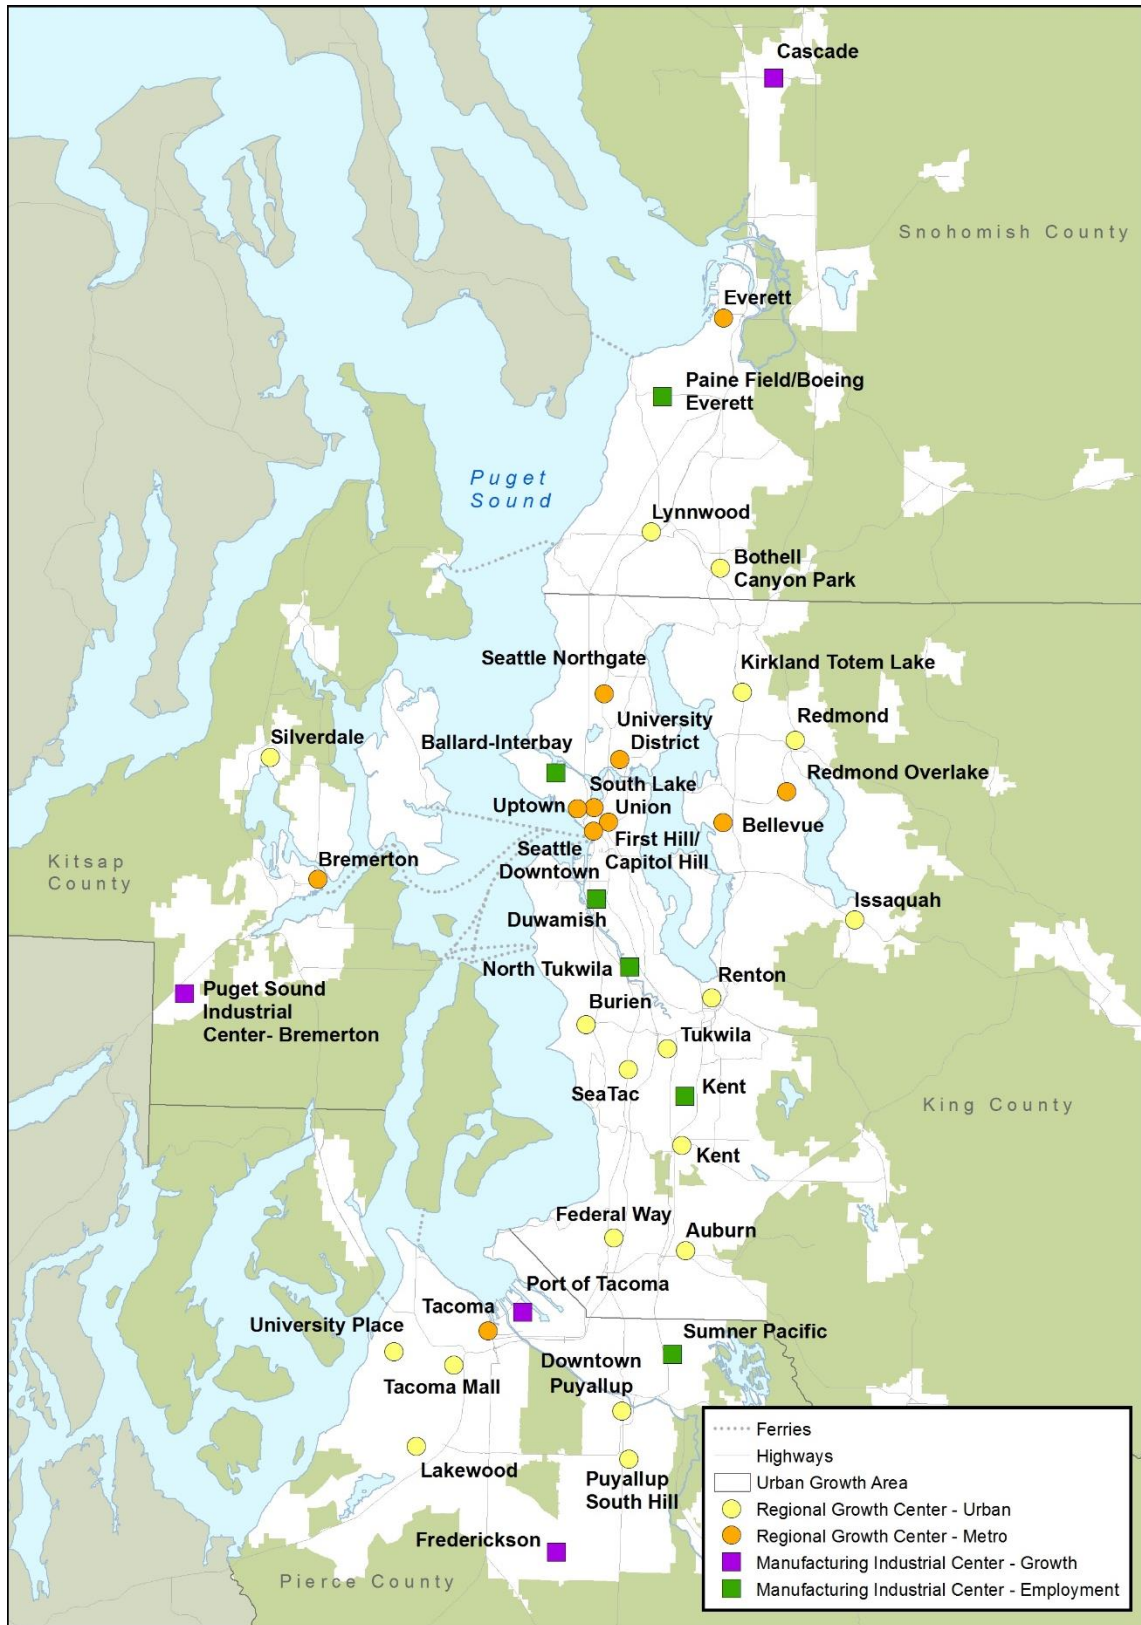 Cascade
Snohomish County
Everett
Paine Field/Boeing
Everett
Puget
Sound
Lynnwood
Bothell
Canyon Park
Seattle Northgate
Kirkland Totem Lake
University
District
Redmond
Silverdale
Ballard-Interbay
Redmond Overlake
South Lake
Union
Uptown
Bellevue
First Hill/
Capitol Hill
Seattle
Downtown
Kitsap
County
Bremerton
Issaquah
Duwamish
North Tukwila
Renton
Puget Sound
Industrial
Center- Bremerton
Burien
Tukwila
SeaTac
Kent
King County
Kent
Federal Way
Auburn
Port of Tacoma
Tacoma
University Place
Sumner Pacific
Downtown
Puyallup
Tacoma Mall
Lakewood
Puyallup
South Hill
Frederickson
Pierce County
Ferries
Highways
Urban Growth Area
Regional Growth Center - Urban
Regional Growth Center - Metro
Manufacturing Industrial Center - Growth
Manufacturing Industrial Center - Employment